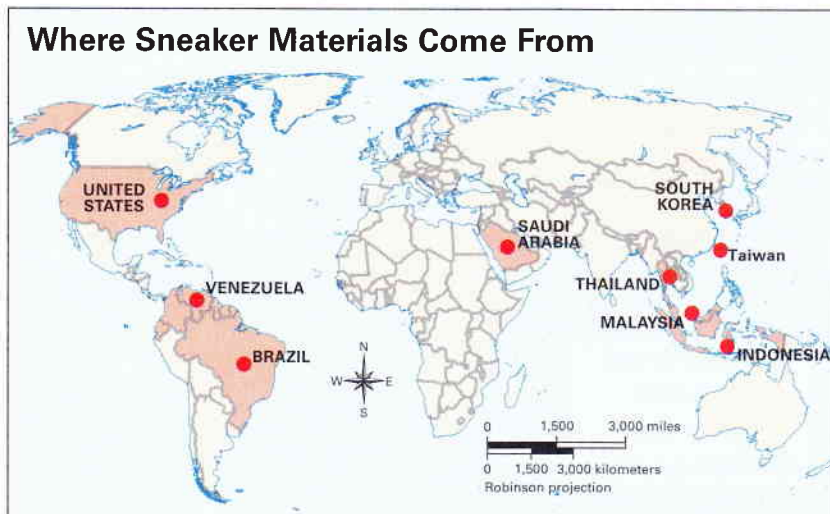 Where Sneaker Materials Come From
UNITED
STATES
SOUTH
KOREA
SAUDI
ARABIA
Taiwan
THAILAND
VENEZUELA
MALAYSIA
INDONESIA
BRAZIL
N
W
E
S
0 1,500 3,000 miles
0 1,500 3,000 kilometers
Robinson projection